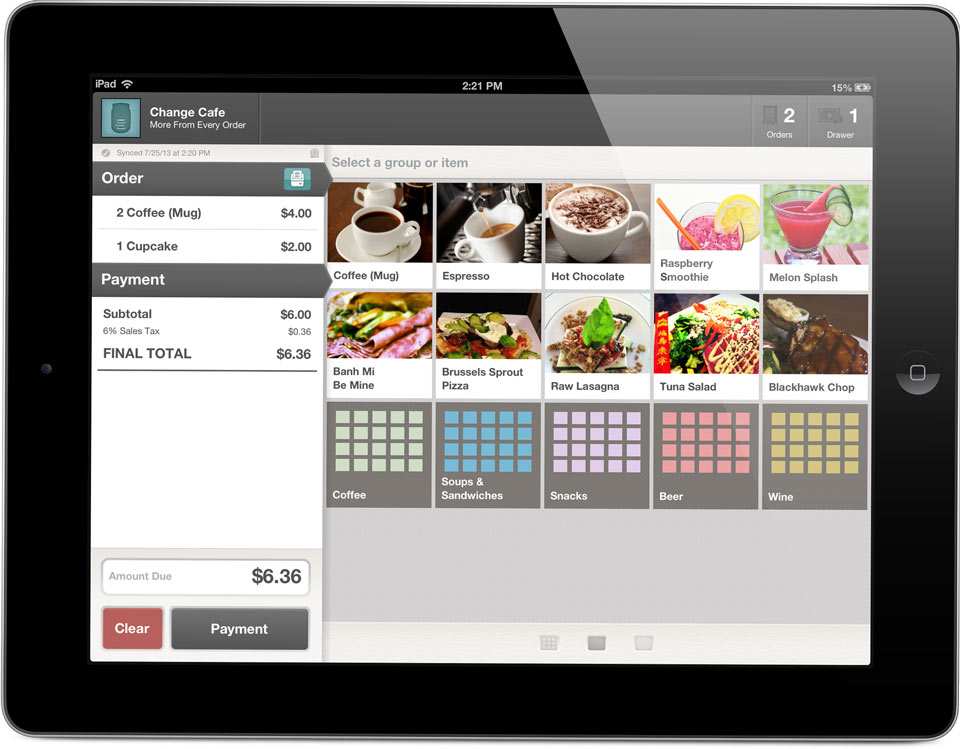 iPad
2:21 PM
15%
Change Cafe
More From Every Order
2
Orders
1
Drawer
Synced 7/25/13 at 2:20 PM
Select a group or item
Order
2 Coffee (Mug) $4.00
1 Cupcake $2.00
Payment
Subtotal $6.00
6% Sales Tax $0.36
FINAL TOTAL $6.36
Amount Due $6.36
Clear
Payment
Coffee (Mug)
Espresso
Hot Chocolate
Raspberry
Smoothie
Melon Splash
Banh Mi
Be Mine
Brussels Sprout
Pizza
Raw Lasagna
Tuna Salad
Blackhawk Chop
Coffee
Soups &
Sandwiches
Snacks
Beer
Wine